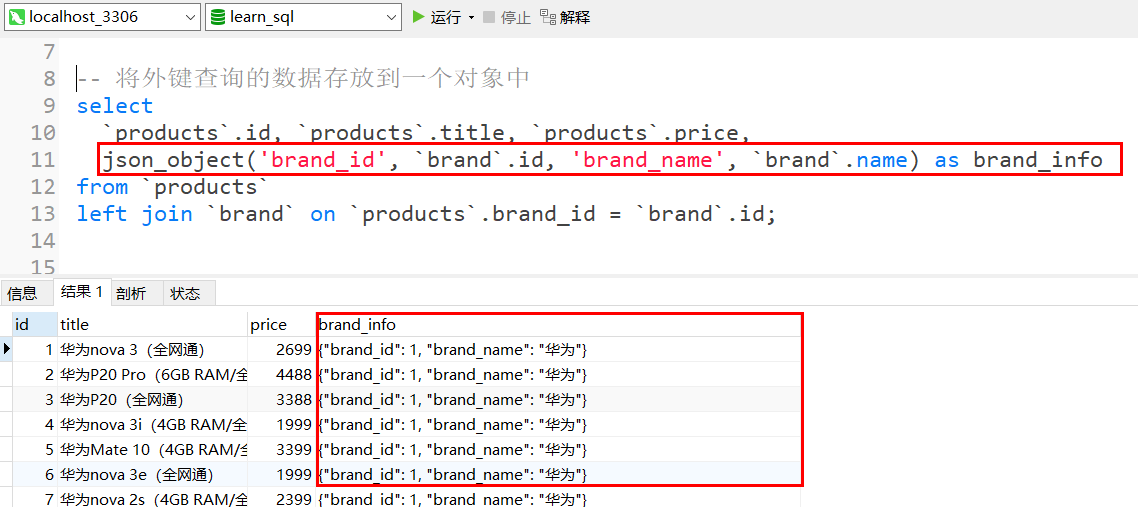 localhost_3306 learn_sql 运行 停止 解释
7
8 -- 将外键查询的数据存放到一个对象中
9 select
10 `products`.id, `products`.title, `products`.price,
11 json_object('brand_id', `brand`.id, 'brand_name', `brand`.name) as brand_info
12 from `products`
13 left join `brand` on `products`.brand_id = `brand`.id;
14
15
信息 结果 1 剖析 状态
id title price brand_info
1 华为nova 3（全网通) 2699 {"brand_id": 1, "brand_name": "华为"}
2 华为P20 Pro（6GB RAM/全 4488 {"brand_id": 1, "brand_name": "华为"}
3 华为P20（全网通) 3388 {"brand_id": 1, "brand_name": "华为"}
4 华为nova 3i（4GB RAM/全 1999 {"brand_id": 1, "brand_name": "华为"}
5 华为Mate 10（4GB RAM/全 3399 {"brand_id": 1, "brand_name": "华为"}
6 华为nova 3e（全网通) 1999 {"brand_id": 1, "brand_name": "华为"}
7 华为nova 2s（4GB RAM/全 2399 {"brand_id": 1, "brand_name": "华为"}